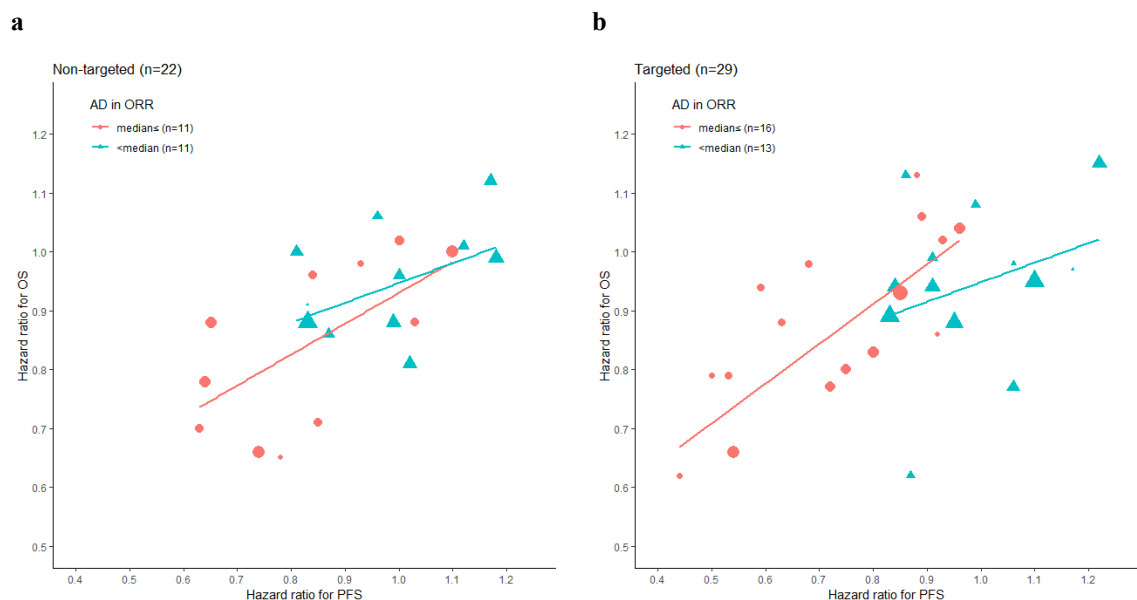 a
Non-targeted (n=22)
AD in ORR
median≤ (n=11)
<median (n=11)
Hazard ratio for OS
1.2
1.1
1.0
0.9
0.8
0.7
0.6
0.5
0.4 0.5 0.6 0.7 0.8 0.9 1.0 1.1 1.2
Hazard ratio for PFS
b
Targeted (n=29)
AD in ORR
median≤ (n=16)
<median (n=13)
Hazard ratio for OS
1.2
1.1
1.0
0.9
0.8
0.7
0.6
0.5
0.4 0.5 0.6 0.7 0.8 0.9 1.0 1.1 1.2
Hazard ratio for PFS